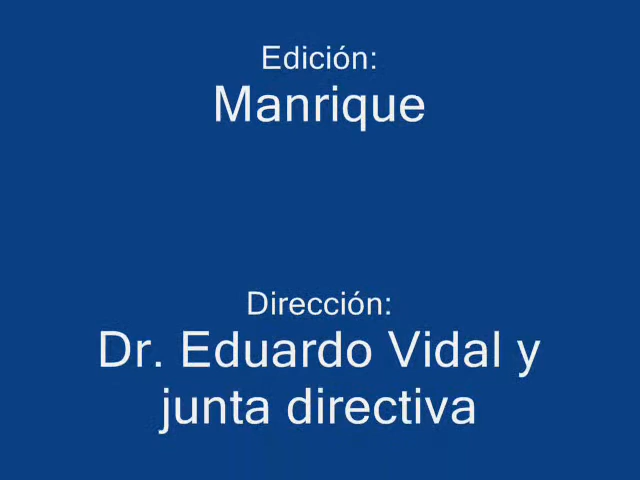 Edición:
Manrique
Dirección:
Dr. Eduardo Vidal y
junta directiva